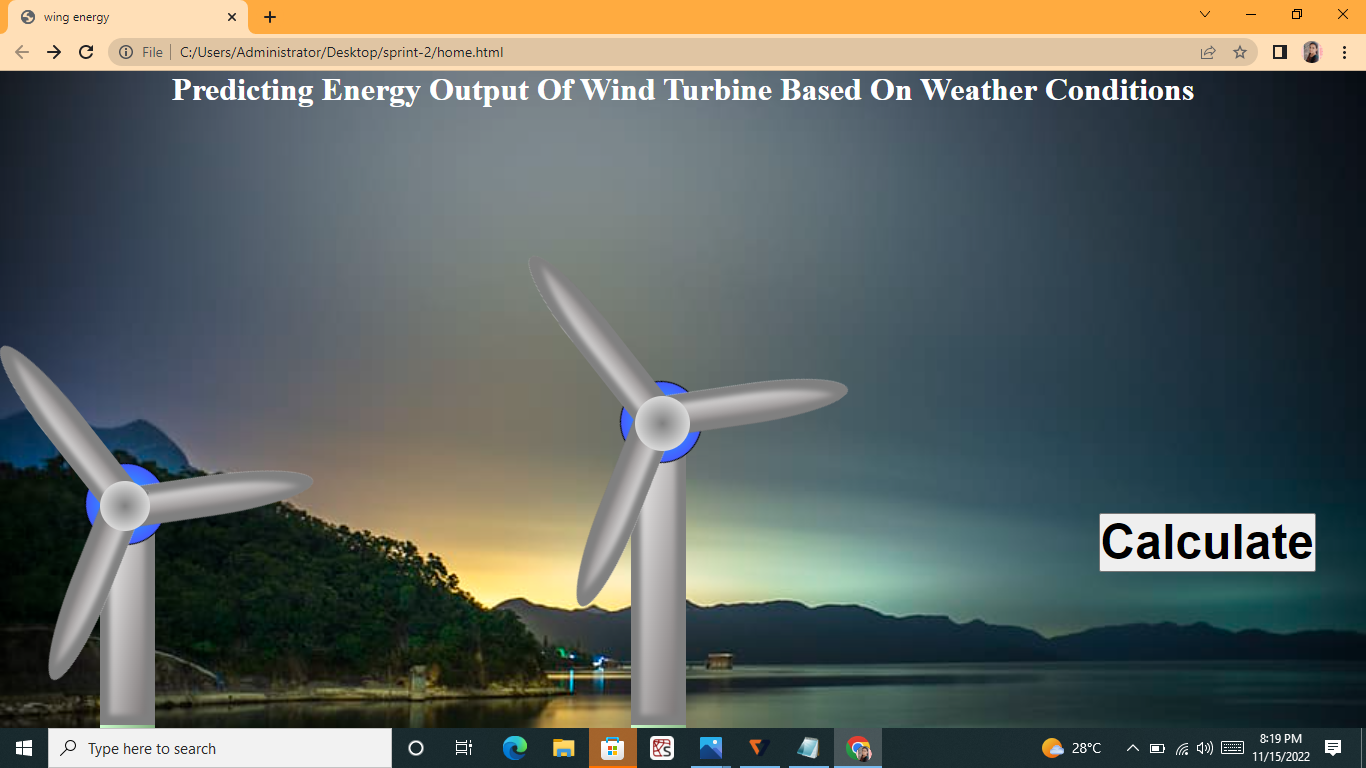 wing energy
File C:/Users/Administrator/Desktop/sprint-2/home.html
Predicting Energy Output Of Wind Turbine Based On Weather Conditions
Calculate
Type here to search
28°C
8:19 PM
11/15/2022